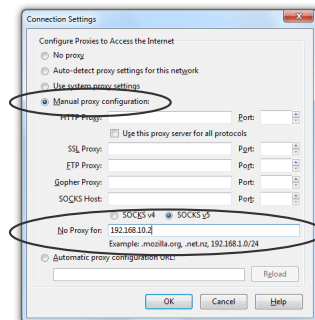 Connection Settings
Configure Proxies to Access the Internet
No proxy
Auto-detect proxy settings for this network
Use system proxy settings
Manual proxy configuration:
HTTP Proxy: Port:
Use this proxy server for all protocols
SSL Proxy: Port:
FTP Proxy: Port:
Gopher Proxy: Port:
SOCKS Host: Port:
SOCKS v4 SOCKS v5
No Proxy for: 192.168.10.2
Example: .mozilla.org, .net.nz, 192.168.1.0/24
Automatic proxy configuration URL:
Reload
OK Cancel Help